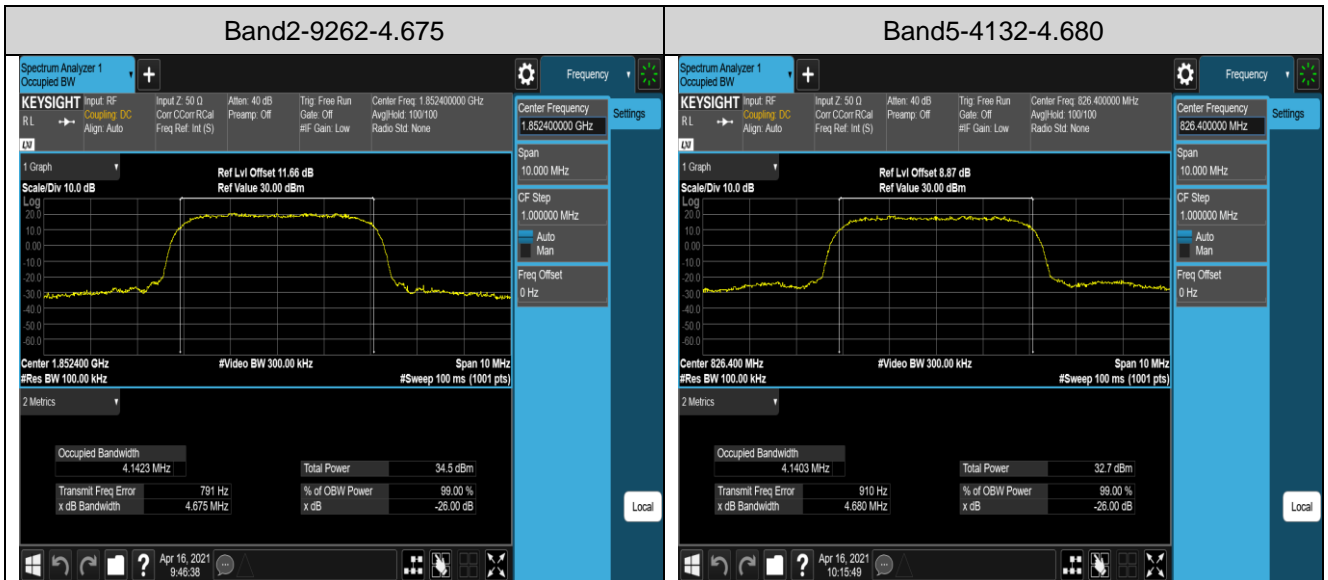 Band2-9262-4.675
Spectrum Analyzer 1
Occupied BW
Frequency
KEYSIGHT
R L
Input: RF
Coupling: DC
Align: Auto
Input Z: 50 Ω
Corr CCorr RCal
Freq Ref: Int (S)
Atten: 40 dB
Preamp: Off
Trig: Free Run
Gate: Off
#IF Gain: Low
Center Freq: 1.852400000 GHz
Avg|Hold: 100/100
Radio Std: None
LXI
Center Frequency
1.852400000 GHz
Settings
Span
10.000 MHz
CF Step
1.000000 MHz
Auto
Man
Freq Offset
0 Hz
1 Graph
Scale/Div 10.0 dB
Ref Lvl Offset 11.66 dB
Ref Value 30.00 dBm
Log
20.0
10.0
0.00
-10.0
-20.0
-30.0
-40.0
-50.0
-60.0
Center 1.852400 GHz
#Video BW 300.00 kHz
Span 10 MHz
#Res BW 100.00 kHz
#Sweep 100 ms (1001 pts)
2 Metrics
Occupied Bandwidth
4.1423 MHz
Total Power 34.5 dBm
Transmit Freq Error 791 Hz
% of OBW Power 99.00 %
x dB Bandwidth 4.675 MHz
x dB -26.00 dB
Local
Apr 16, 2021
9:46:38
Band5-4132-4.680
Spectrum Analyzer 1
Occupied BW
Frequency
KEYSIGHT
R L
Input: RF
Coupling: DC
Align: Auto
Input Z: 50 Ω
Corr CCorr RCal
Freq Ref: Int (S)
Atten: 40 dB
Preamp: Off
Trig: Free Run
Gate: Off
#IF Gain: Low
Center Freq: 826.400000 MHz
Avg|Hold: 100/100
Radio Std: None
LXI
Center Frequency
826.400000 MHz
Settings
Span
10.000 MHz
CF Step
1.000000 MHz
Auto
Man
Freq Offset
0 Hz
1 Graph
Scale/Div 10.0 dB
Ref Lvl Offset 8.87 dB
Ref Value 30.00 dBm
Log
20.0
10.0
0.00
-10.0
-20.0
-30.0
-40.0
-50.0
-60.0
Center 826.400 MHz
#Video BW 300.00 kHz
Span 10 MHz
#Res BW 100.00 kHz
#Sweep 100 ms (1001 pts)
2 Metrics
Occupied Bandwidth
4.1403 MHz
Total Power 32.7 dBm
Transmit Freq Error 910 Hz
% of OBW Power 99.00 %
x dB Bandwidth 4.680 MHz
x dB -26.00 dB
Local
Apr 16, 2021
10:15:49